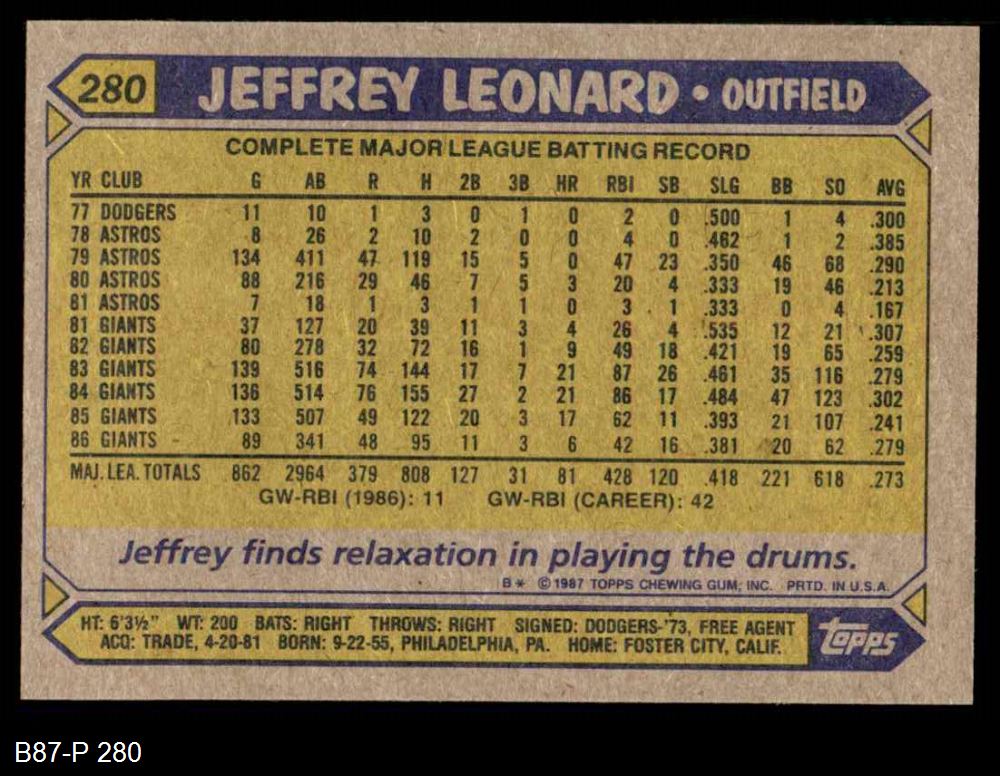 280 JEFFREY LEONARD • OUTFIELD
COMPLETE MAJOR LEAGUE BATTING RECORD
YR CLUB G AB R H 2B 3B HR RBI SB SLG BB SO AVG
77 DODGERS 11 10 1 3 0 1 0 2 0 .500 1 4 .300
78 ASTROS 8 26 2 10 2 0 0 4 0 .462 1 2 .385
79 ASTROS 134 411 47 119 15 5 0 47 23 .350 46 68 .290
80 ASTROS 88 216 29 46 7 5 3 20 4 .333 19 46 .213
81 ASTROS 7 18 1 3 1 1 0 3 1 .333 0 4 .167
81 GIANTS 37 127 20 39 11 3 4 26 4 .535 12 21 .307
82 GIANTS 80 278 32 72 16 1 9 49 18 .421 19 65 .259
83 GIANTS 139 516 74 144 17 7 21 87 26 .461 35 116 .279
84 GIANTS 136 514 76 155 27 2 21 86 17 .484 47 123 .302
85 GIANTS 133 507 49 122 20 3 17 62 11 .393 21 107 .241
86 GIANTS 89 341 48 95 11 3 6 42 16 .381 20 62 .279
MAJ. LEA. TOTALS 862 2964 379 808 127 31 81 428 120 .418 221 618 .273
GW-RBI (1986): 11 GW-RBI (CAREER): 42
Jeffrey finds relaxation in playing the drums.
B* © 1987 TOPPS CHEWING GUM, INC. PRTD. IN U.S.A.
HT: 6'3½" WT: 200 BATS: RIGHT THROWS: RIGHT SIGNED: DODGERS-'73, FREE AGENT
ACQ: TRADE, 4-20-81 BORN: 9-22-55, PHILADELPHIA, PA. HOME: FOSTER CITY, CALIF.
topps
B87-P 280